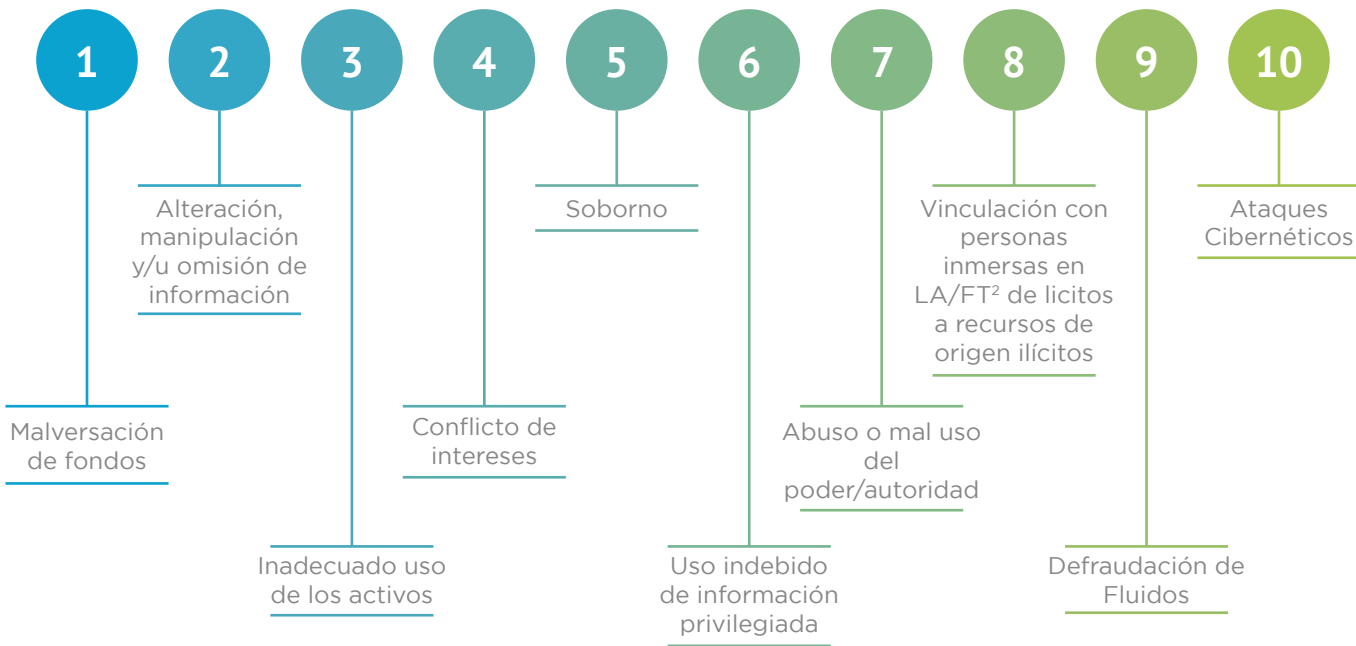 1
Malversación
de fondos
2
Alteración,
manipulación
y/u omisión de
información
3
Inadecuado uso
de los activos
4
Conflicto de
intereses
5
Soborno
6
Uso indebido
de información
privilegiada
7
Abuso o mal uso
del
poder/autoridad
8
Vinculación con
personas
inmersas en
LA/FT² de licitos
a recursos de
origen ilícitos
9
Defraudación de
Fluidos
10
Ataques
Cibernéticos